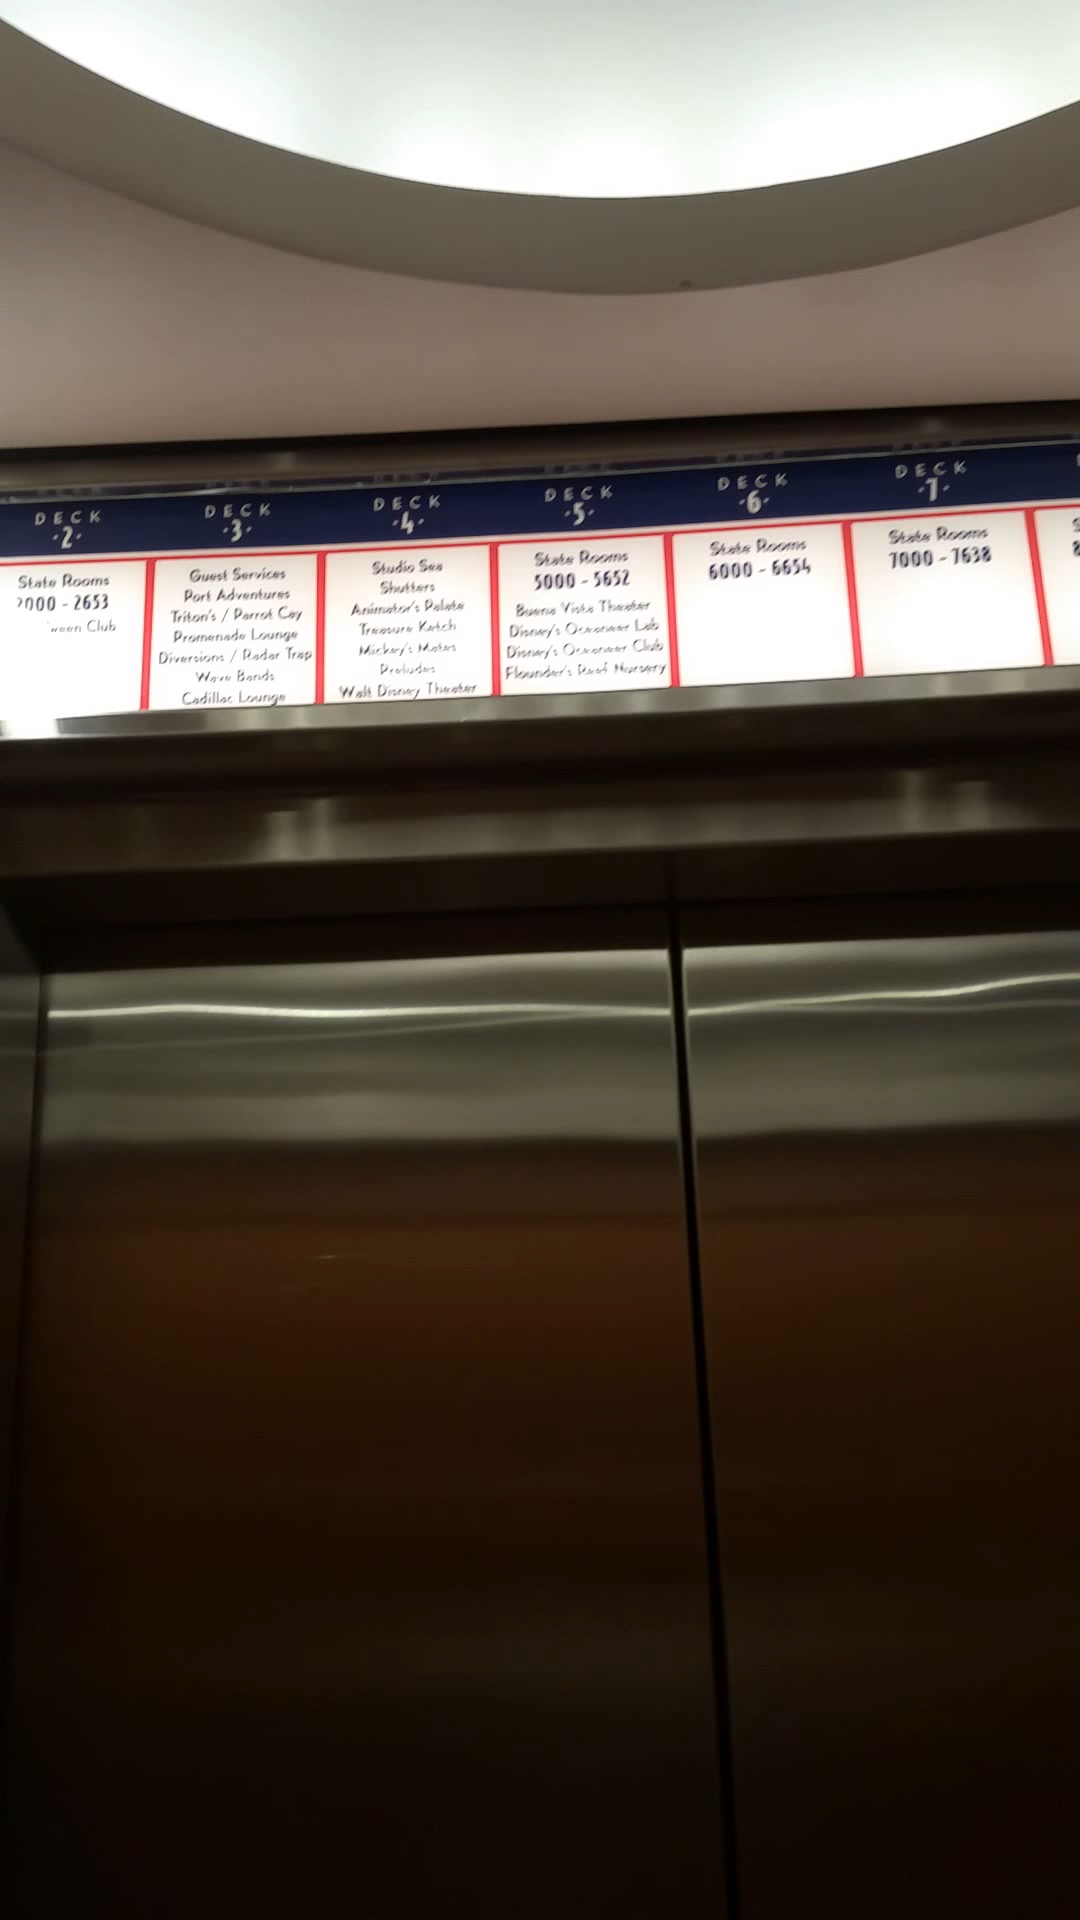 DECK
·2·
State Rooms
2000 - 2653
Club
DECK
·3·
Guest Services
Port Adventures
Triton's / Parrot Cay
Promenade Lounge
Diversions / Radar Trap
Wave Bands
Cadillac Lounge
DECK
·4·
Studio Sea
Shutters
Animator's Palate
Treasure Ketch
Mickey's Mates
Preludes
Walt Disney Theater
DECK
·5·
State Rooms
5000 - 5652
Buena Vista Theater
Disney's Oceaneer Lab
Disney's Oceaneer Club
Flounder's Reef Nursery
DECK
·6·
State Rooms
6000 - 6654
DECK
·7·
State Rooms
7000 - 7638